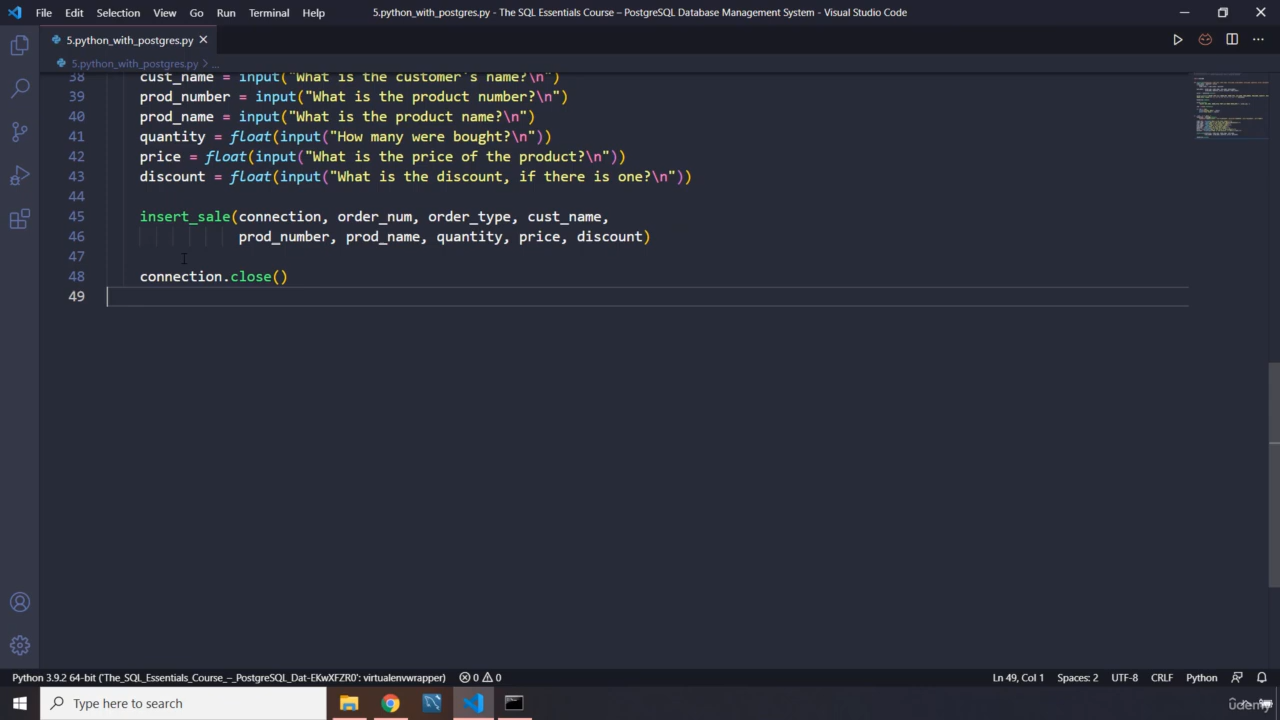 File Edit Selection View Go Run Terminal Help 5.python_with_postgres.py - The SQL Essentials Course – PostgreSQL Database Management System - Visual Studio Code
5.python_with_postgres.py
5.python_with_postgres.py > ...
38 cust_name = input("What is the customer's name?\n")
39 prod_number = input("What is the product number?\n")
40 prod_name = input("What is the product name?\n")
41 quantity = float(input("How many were bought?\n"))
42 price = float(input("What is the price of the product?\n"))
43 discount = float(input("What is the discount, if there is one?\n"))
44
45 insert_sale(connection, order_num, order_type, cust_name,
46 prod_number, prod_name, quantity, price, discount)
47
48 connection.close()
49
Python 3.9.2 64-bit ('The_SQL_Essentials_Course_–_PostgreSQL_Dat-EKwXFZR0': virtualenvwrapper) 0 0 Ln 49, Col 1 Spaces: 2 UTF-8 CRLF Python
Type here to search
udemy